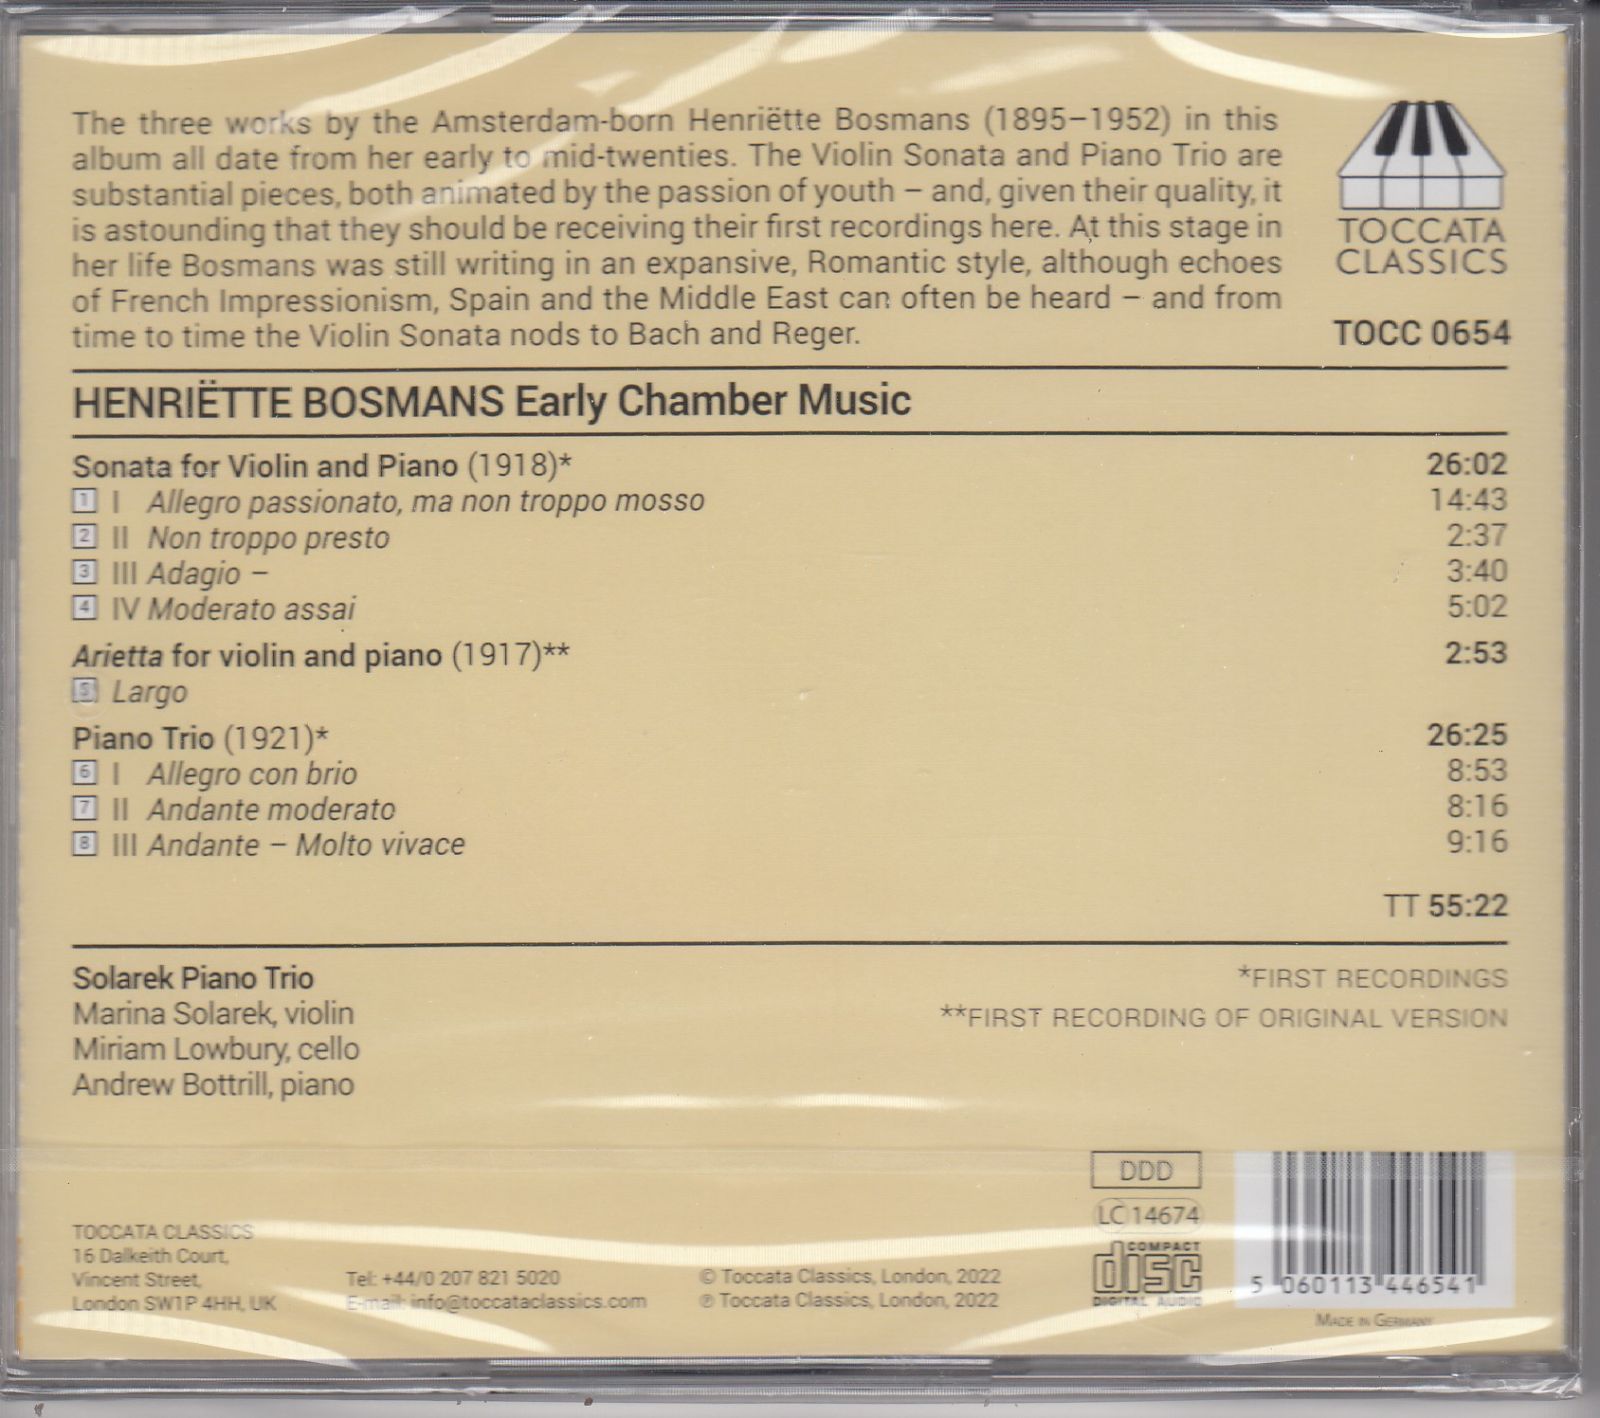 The three works by the Amsterdam-born Henriëtte Bosmans (1895–1952) in this
album all date from her early to mid-twenties. The Violin Sonata and Piano Trio are
substantial pieces, both animated by the passion of youth – and, given their quality, it
is astounding that they should be receiving their first recordings here. At this stage in
her life Bosmans was still writing in an expansive, Romantic style, although echoes
of French Impressionism, Spain and the Middle East can often be heard – and from
time to time the Violin Sonata nods to Bach and Reger.
TOCCATA
CLASSICS
TOCC 0654
HENRIËTTE BOSMANS Early Chamber Music
Sonata for Violin and Piano (1918)* 26:02
1 I Allegro passionato, ma non troppo mosso 14:43
2 II Non troppo presto 2:37
3 III Adagio – 3:40
4 IV Moderato assai 5:02
Arietta for violin and piano (1917)** 2:53
5 Largo
Piano Trio (1921)* 26:25
6 I Allegro con brio 8:53
7 II Andante moderato 8:16
8 III Andante – Molto vivace 9:16
TT 55:22
Solarek Piano Trio
Marina Solarek, violin
Miriam Lowbury, cello
Andrew Bottrill, piano
*FIRST RECORDINGS
**FIRST RECORDING OF ORIGINAL VERSION
TOCCATA CLASSICS
16 Dalkeith Court,
Vincent Street,
London SW1P 4HH, UK
Tel: +44/0 207 821 5020
E-mail: info@toccataclassics.com
© Toccata Classics, London, 2022
℗ Toccata Classics, London, 2022
DDD
LC 14674
COMPACT
disc
DIGITAL AUDIO
5 060113 446541
MADE IN GERMANY